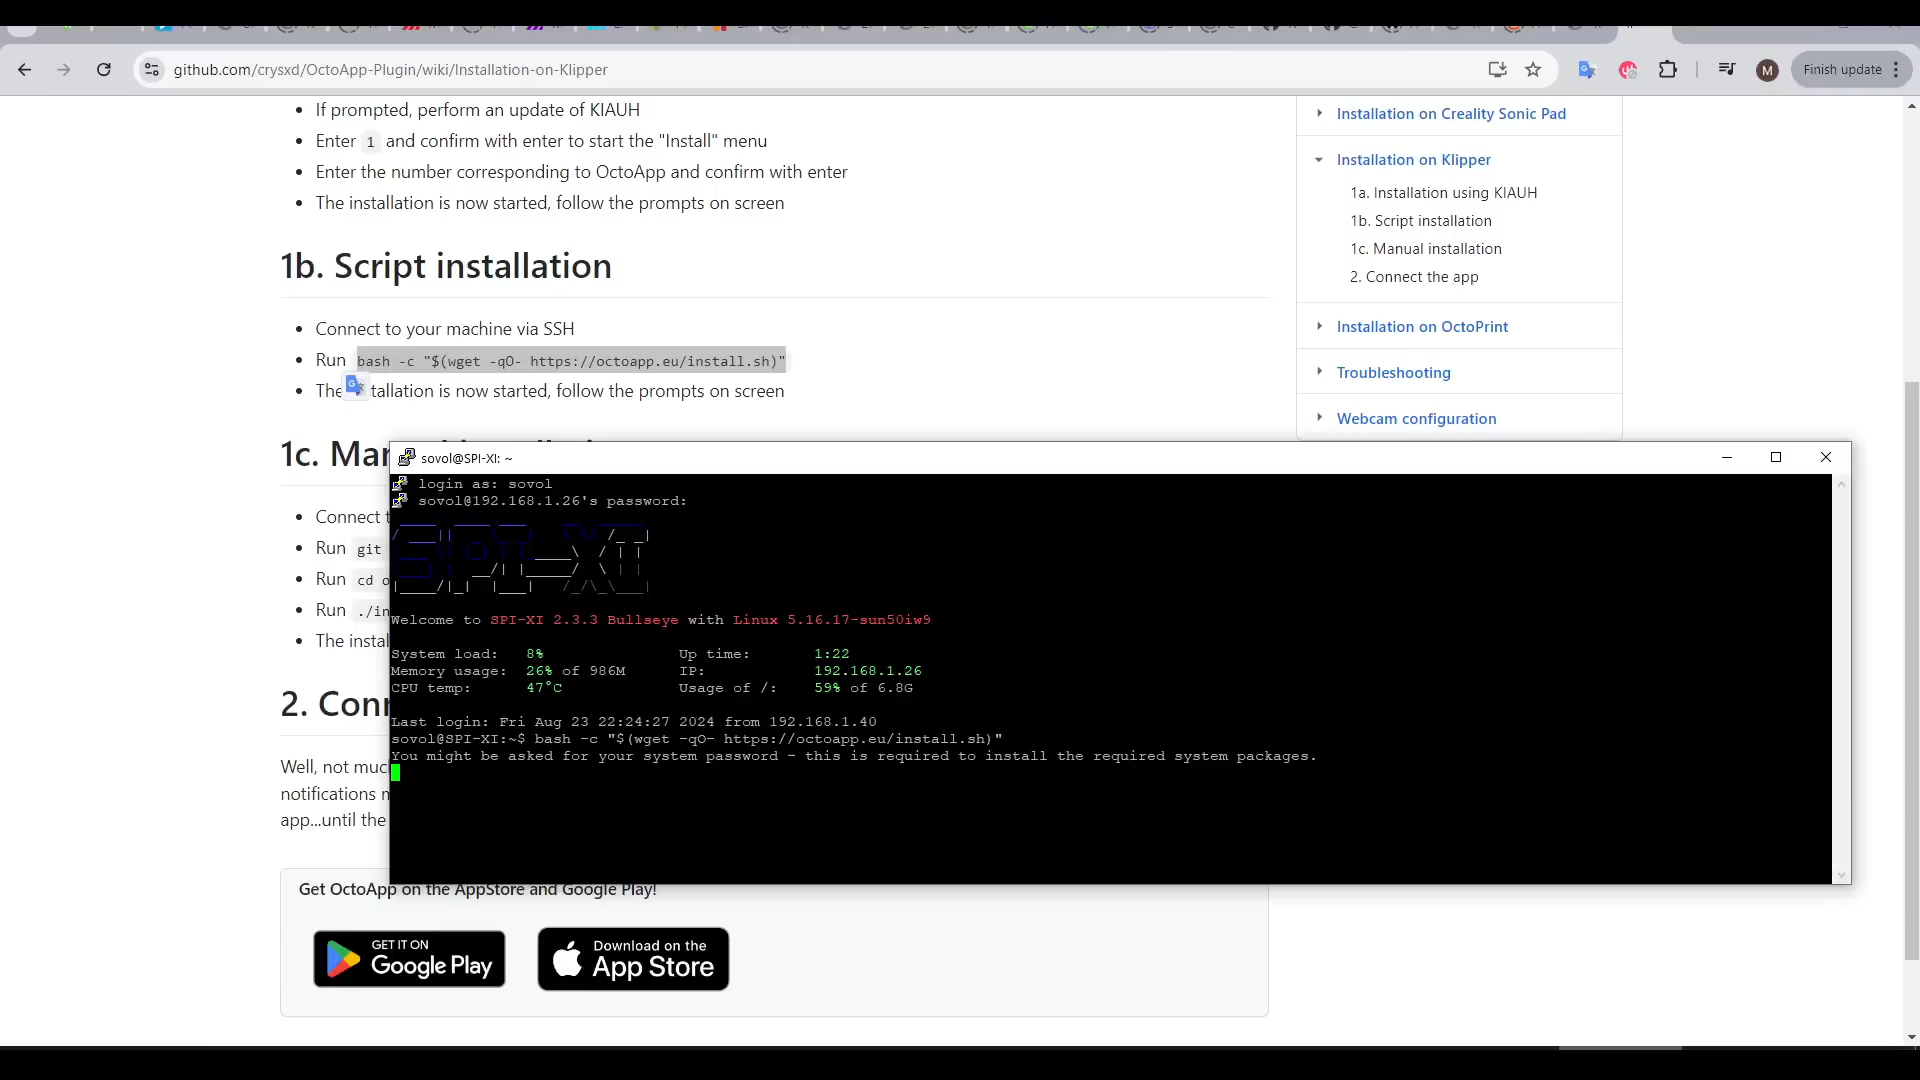 github.com/crysxd/OctoApp-Plugin/wiki/Installation-on-Klipper
M
Finish update
If prompted, perform an update of KIAUH
Enter 1 and confirm with enter to start the "Install" menu
Enter the number corresponding to OctoApp and confirm with enter
The installation is now started, follow the prompts on screen
1b. Script installation
Connect to your machine via SSH
Run bash -c "$(wget -qO- https://octoapp.eu/install.sh)"
The tallation is now started, follow the prompts on screen
1c. Mar
Connect t
Run git
Run cd o
Run ./in
The instal
2. Conn
Well, not much
notifications m
app...until the
Get OctoApp on the AppStore and Google Play!
GET IT ON
Google Play
Download on the
App Store
Installation on Creality Sonic Pad
Installation on Klipper
1a. Installation using KIAUH
1b. Script installation
1c. Manual installation
2. Connect the app
Installation on OctoPrint
Troubleshooting
Webcam configuration
sovol@SPI-XI: ~
login as: sovol
sovol@192.168.1.26's password:
SPI-XI
Welcome to SPI-XI 2.3.3 Bullseye with Linux 5.16.17-sun50iw9
System load: 8% Up time: 1:22
Memory usage: 26% of 986M IP: 192.168.1.26
CPU temp: 47°C Usage of /: 59% of 6.8G
Last login: Fri Aug 23 22:24:27 2024 from 192.168.1.40
sovol@SPI-XI:~$ bash -c "$(wget -qO- https://octoapp.eu/install.sh)"
You might be asked for your system password - this is required to install the required system packages.